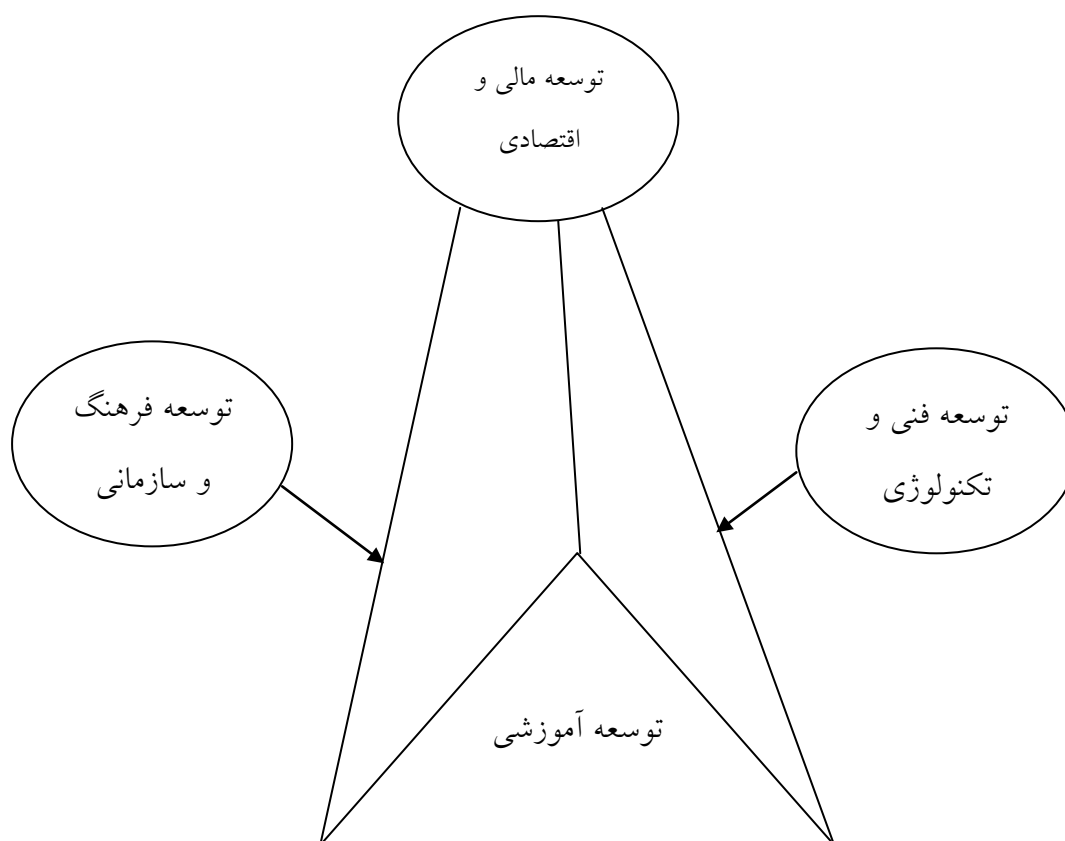 توسعه مالی و
اقتصادی
توسعه فنی و
تکنولوژی
توسعه فرهنگ
و سازمانی
توسعه آموزشی